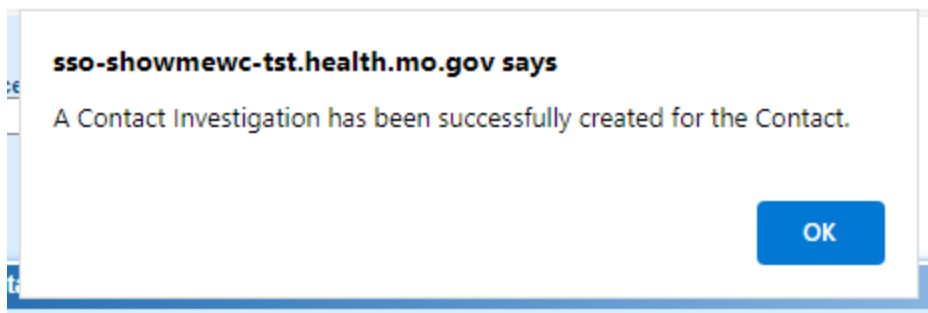 sso-showmewc-tst.health.mo.gov says
A Contact Investigation has been successfully created for the Contact.
OK